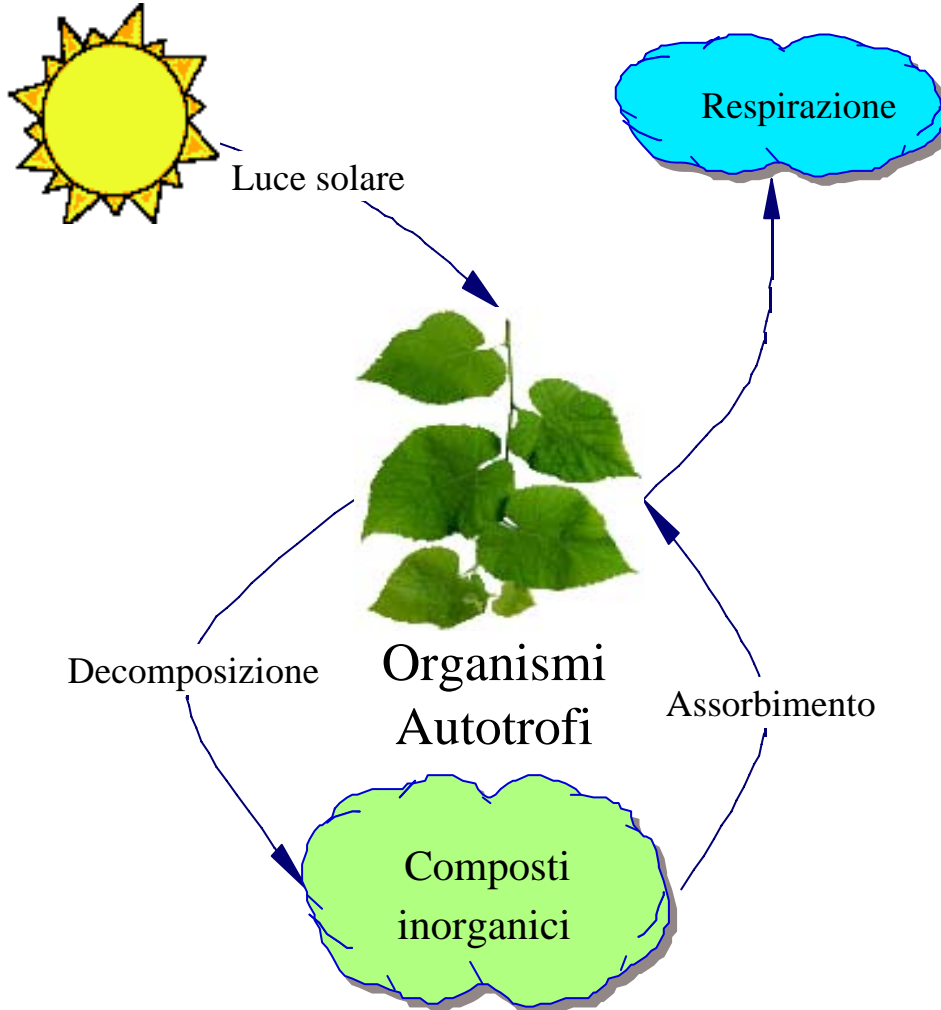 Respirazione
Luce solare
Decomposizione
Organismi
Autotrofi
Assorbimento
Composti
inorganici